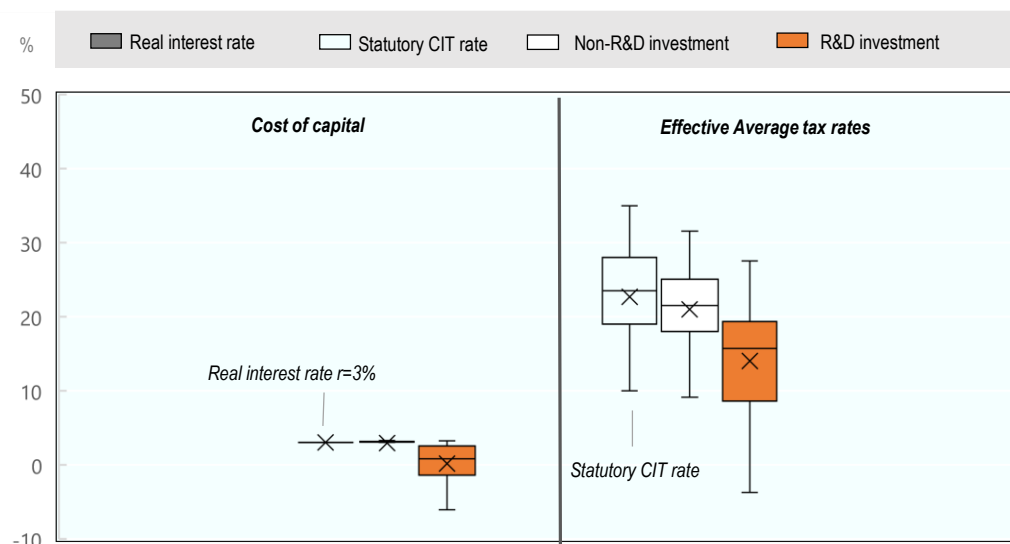 %
Real interest rate
Statutory CIT rate
Non-R&D investment
R&D investment
50
40
30
20
10
0
-10
Cost of capital
Effective Average tax rates
Real interest rate r=3%
Statutory CIT rate